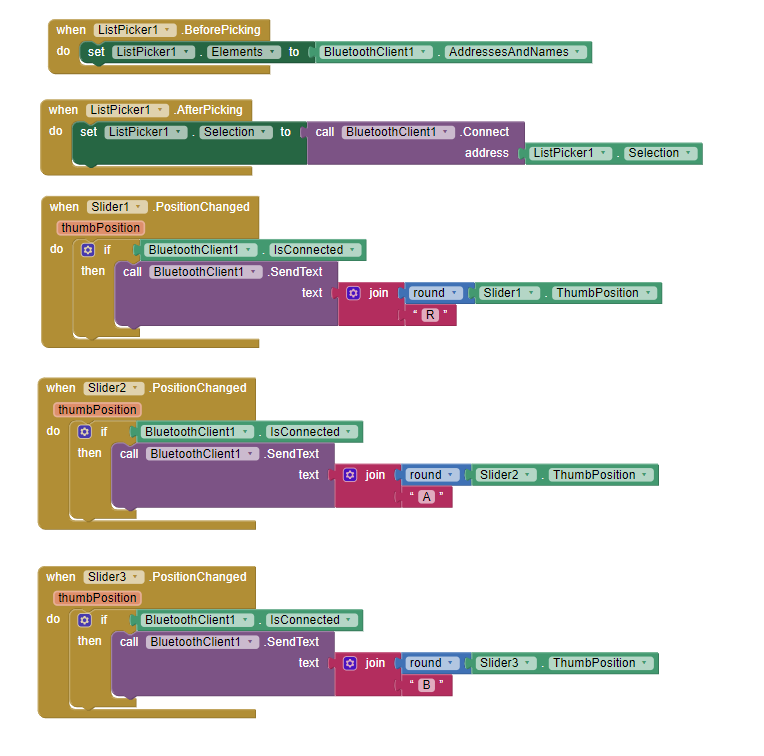 when ListPicker1 .BeforePicking
do set ListPicker1 . Elements to BluetoothClient1 . AddressesAndNames
when ListPicker1 .AfterPicking
do set ListPicker1 . Selection to call BluetoothClient1 .Connect
address ListPicker1 . Selection
when Slider1 .PositionChanged
thumbPosition
do if BluetoothClient1 . IsConnected
then call BluetoothClient1 .SendText
text join round Slider1 . ThumbPosition
" R "
when Slider2 .PositionChanged
thumbPosition
do if BluetoothClient1 . IsConnected
then call BluetoothClient1 .SendText
text join round Slider2 . ThumbPosition
" A "
when Slider3 .PositionChanged
thumbPosition
do if BluetoothClient1 . IsConnected
then call BluetoothClient1 .SendText
text join round Slider3 . ThumbPosition
" B "